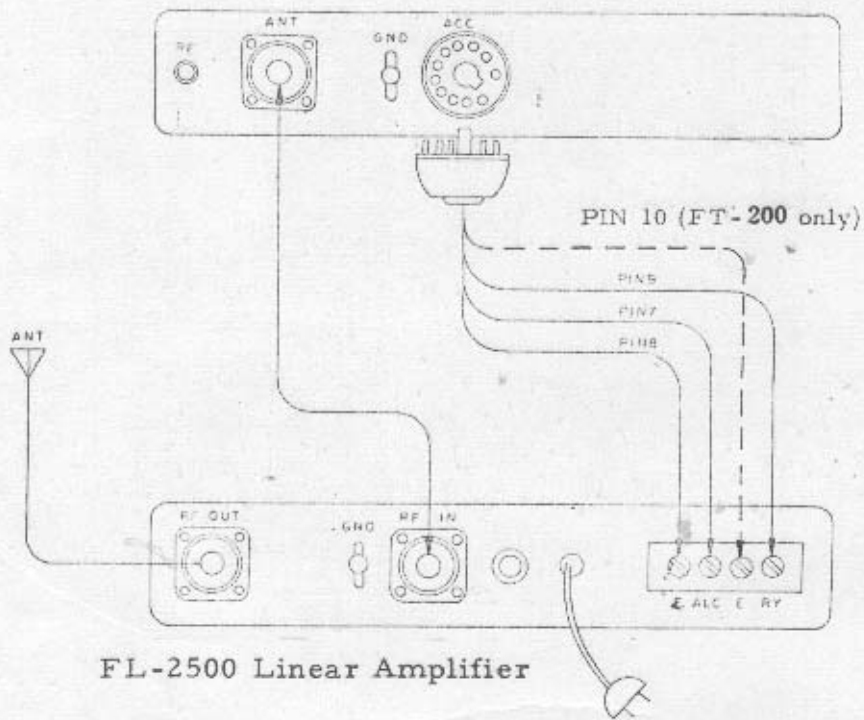 ANT
ACC
GND
RF
PIN 10 (FT-200 only)
PIN5
PIN7
PIN8
ANT
RF OUT
GND
RF IN
E ALC E RY
FL-2500 Linear Amplifier